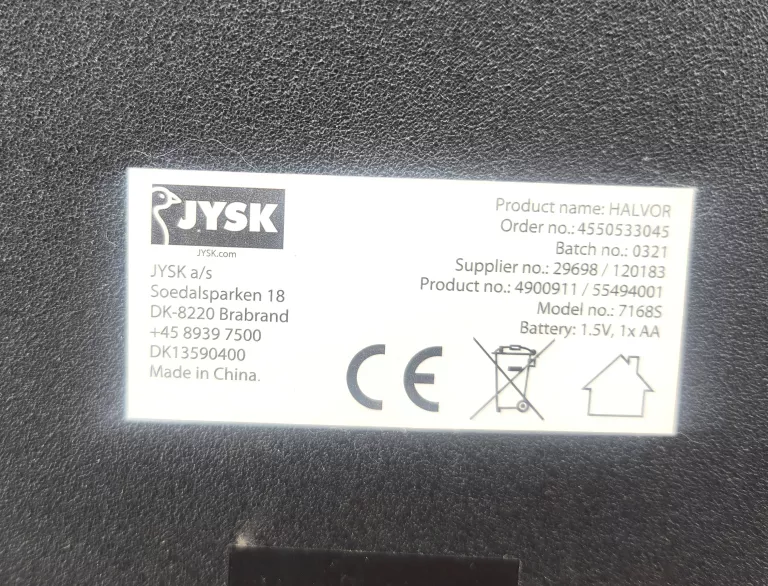 JYSK
JYSK.com
JYSK a/s
Soedalsparken 18
DK-8220 Brabrand
+45 8939 7500
DK13590400
Made in China.
Product name: HALVOR
Order no.: 4550533045
Batch no.: 0321
Supplier no.: 29698 / 120183
Product no.: 4900911 / 55494001
Model no.: 7168S
Battery: 1.5V, 1x AA
CE